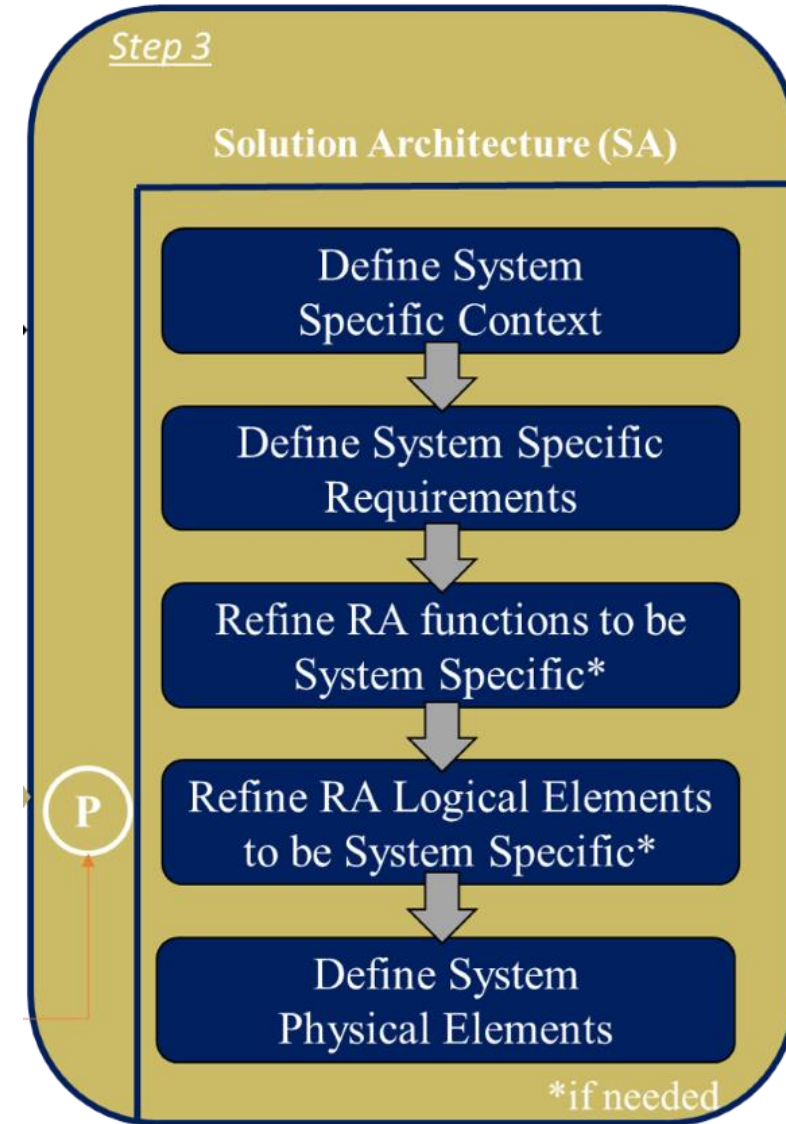 Step 3
Solution Architecture (SA)
Define System
Specific Context
Define System Specific
Requirements
Refine RA functions to be
System Specific*
Refine RA Logical Elements
to be System Specific*
P
Define System
Physical Elements
*if needed